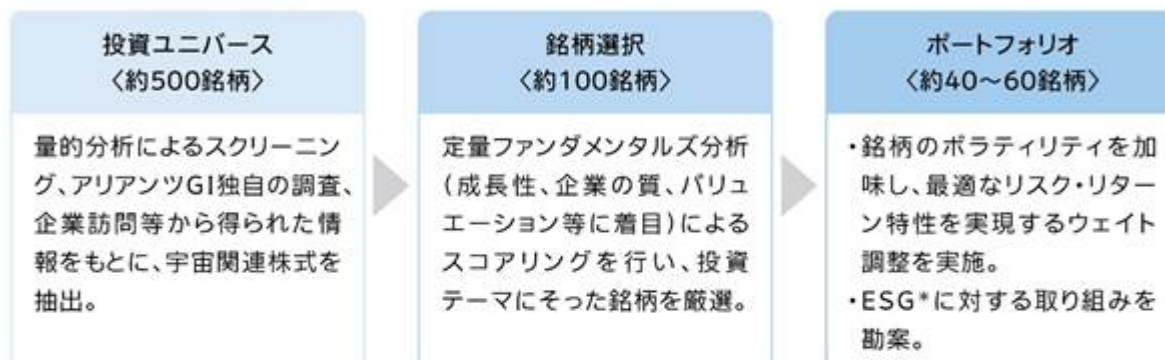 投資ユニバース
〈約500銘柄〉
量的分析によるスクリーニン
グ、アリアンツGI独自の調査、
企業訪問等から得られた情
報をもとに、宇宙関連株式を
抽出。
銘柄選択
〈約100銘柄〉
定量ファンダメンタルズ分析
(成長性、企業の質、バリュ
エーション等に着目)による
スコアリングを行い、投資
テーマにそった銘柄を厳選。
ポートフォリオ
〈約40～60銘柄〉
・銘柄のボラティリティを加
味し、最適なリスク・リター
ン特性を実現するウェイト
調整を実施。
・ESG*に対する取り組みを
勘案。